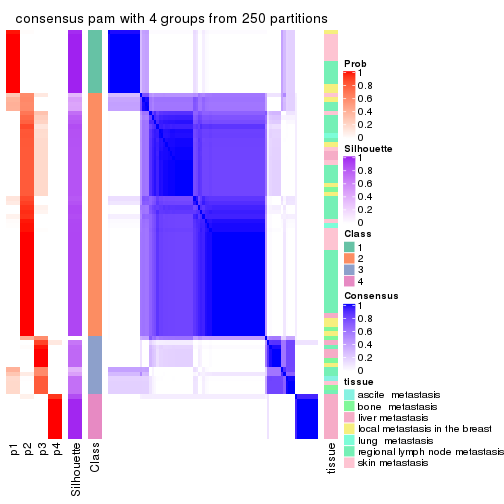 consensus pam with 4 groups from 250 partitions
Prob
1
0.8
0.6
0.4
0.2
0
Silhouette
1
0.8
0.6
0.4
0.2
0
Class
1
2
3
4
Consensus
1
0.8
0.6
0.4
0.2
0
tissue
ascite metastasis
bone metastasis
liver metastasis
local metastasis in the breast
lung metastasis
regional lymph node metastasis
skin metastasis
p1
p2
p3
p4
Silhouette
Class
tissue